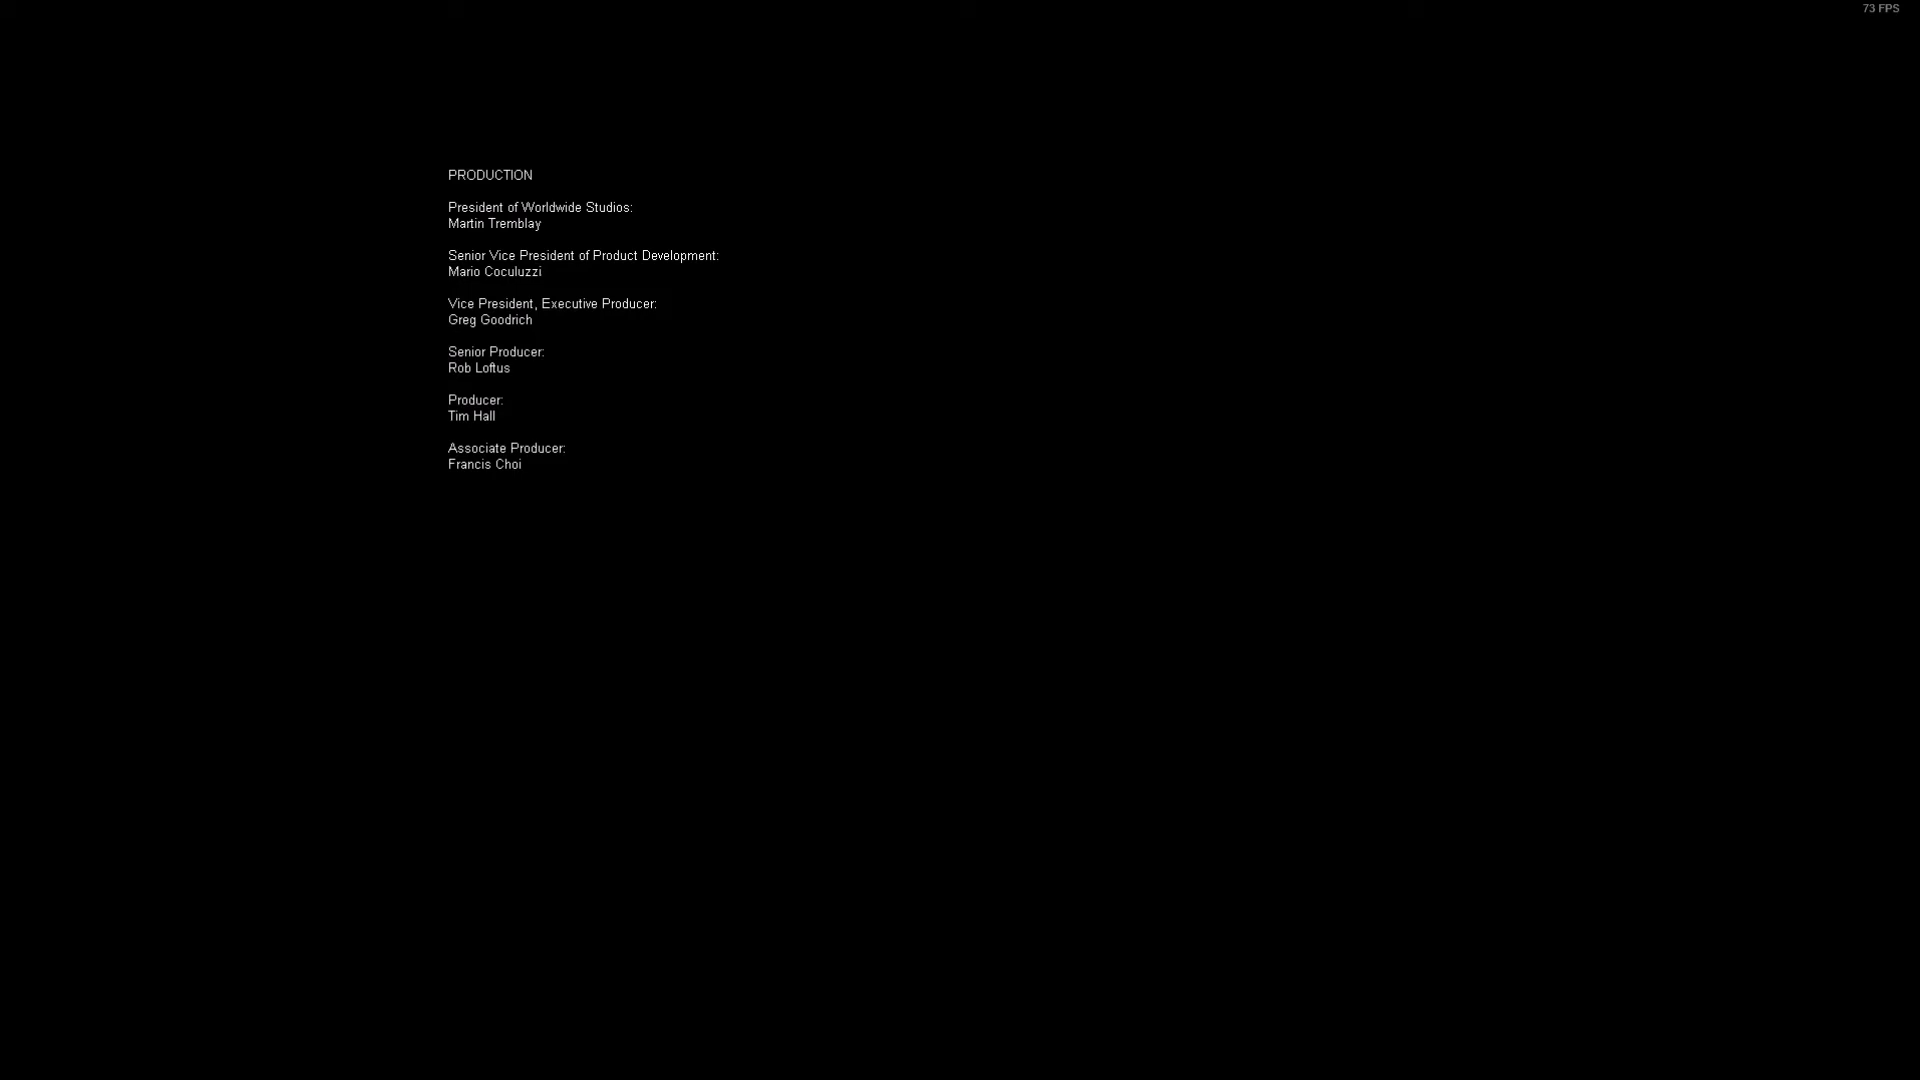 73 FPS
PRODUCTION
President of Worldwide Studios:
Martin Tremblay
Senior Vice President of Product Development:
Mario Coculuzzi
Vice President, Executive Producer:
Greg Goodrich
Senior Producer:
Rob Loftus
Producer:
Tim Hall
Associate Producer:
Francis Choi